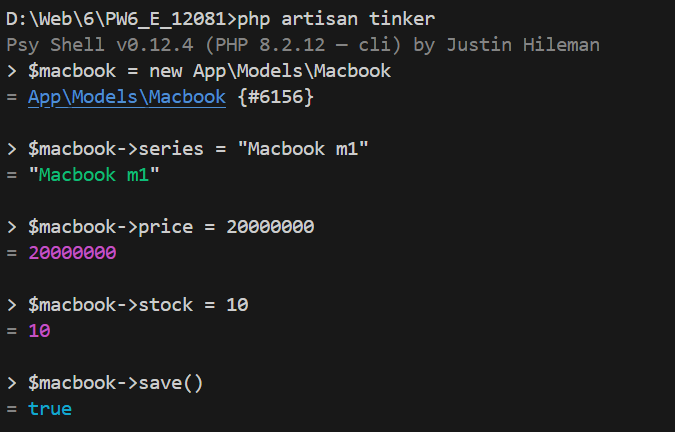 D:\Web\6\PW6_E_12081>php artisan tinker
Psy Shell v0.12.4 (PHP 8.2.12 — cli) by Justin Hileman
> $macbook = new App\Models\Macbook
= App\Models\Macbook {#6156}
> $macbook->series = "Macbook m1"
= "Macbook m1"
> $macbook->price = 20000000
= 20000000
> $macbook->stock = 10
= 10
> $macbook->save()
= true